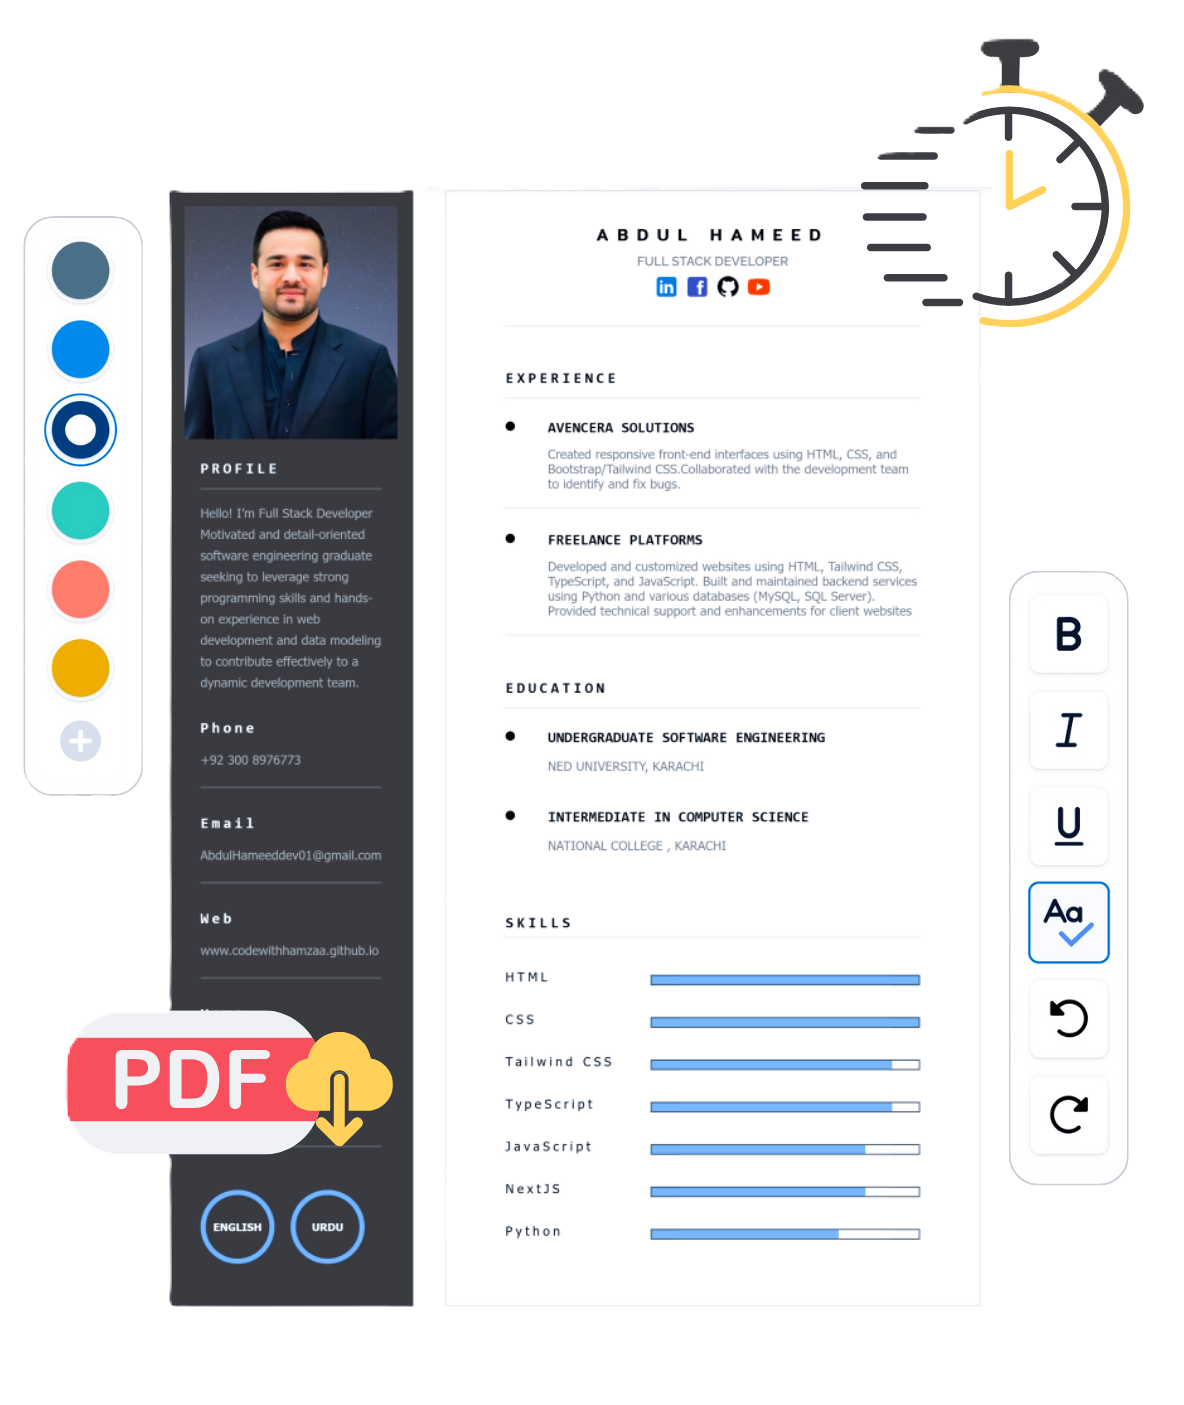 PROFILE
Hello! I'm Full Stack Developer
Motivated and detail-oriented
software engineering graduate
seeking to leverage strong
programming skills and hands-
on experience in web
development and data modeling
to contribute effectively to a
dynamic development team.
Phone
+92 300 8976773
Email
AbdulHameeddev01@gmail.com
Web
www.codewithhamzaa.github.io
PDF
ENGLISH
URDU
ABDUL HAMEED
FULL STACK DEVELOPER
in
f
EXPERIENCE
AVENCERA SOLUTIONS
Created responsive front-end interfaces using HTML, CSS, and
Bootstrap/Tailwind CSS.Collaborated with the development team
to identify and fix bugs.
FREELANCE PLATFORMS
Developed and customized websites using HTML, Tailwind CSS,
TypeScript, and JavaScript. Built and maintained backend services
using Python and various databases (MySQL, SQL Server).
Provided technical support and enhancements for client websites
EDUCATION
UNDERGRADUATE SOFTWARE ENGINEERING
NED UNIVERSITY, KARACHI
INTERMEDIATE IN COMPUTER SCIENCE
NATIONAL COLLEGE , KARACHI
SKILLS
HTML
CSS
Tailwind CSS
TypeScript
JavaScript
NextJS
Python
B
I
U
Aa